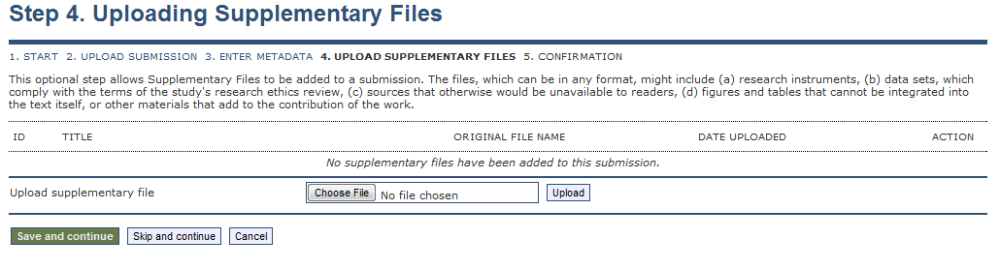 Step 4. Uploading Supplementary Files
1. START 2. UPLOAD SUBMISSION 3. ENTER METADATA 4. UPLOAD SUPPLEMENTARY FILES 5. CONFIRMATION
This optional step allows Supplementary Files to be added to a submission. The files, which can be in any format, might include (a) research instruments, (b) data sets, which
comply with the terms of the study's research ethics review, (c) sources that otherwise would be unavailable to readers, (d) figures and tables that cannot be integrated into
the text itself, or other materials that add to the contribution of the work.
ID TITLE ORIGINAL FILE NAME DATE UPLOADED ACTION
No supplementary files have been added to this submission.
Upload supplementary file Choose File No file chosen Upload
Save and continue Skip and continue Cancel